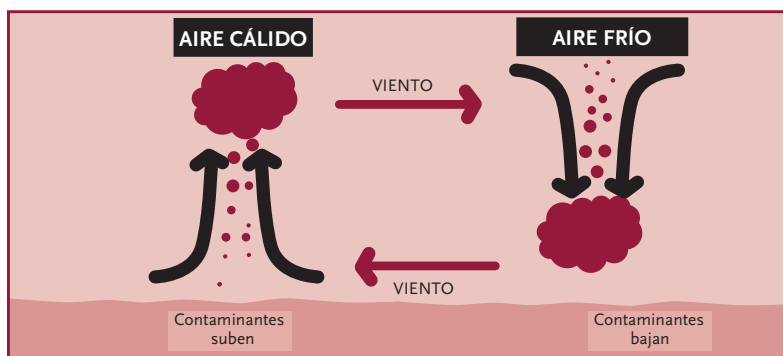 AIRE CÁLIDO
AIRE FRÍO
VIENTO
VIENTO
Contaminantes
suben
Contaminantes
bajan